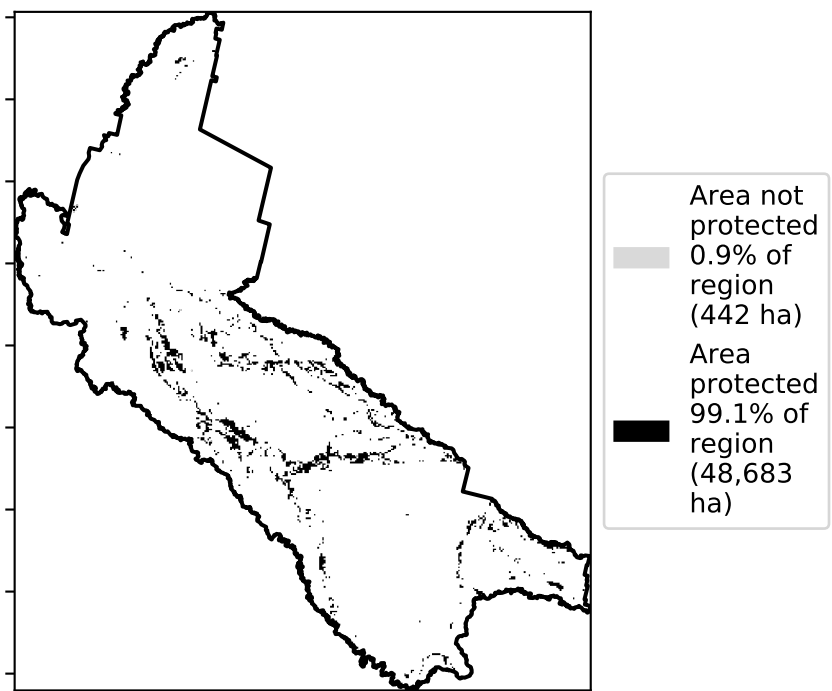 Area not
protected
0.9% of
region
(442 ha)
Area
protected
99.1% of
region
(48,683
ha)